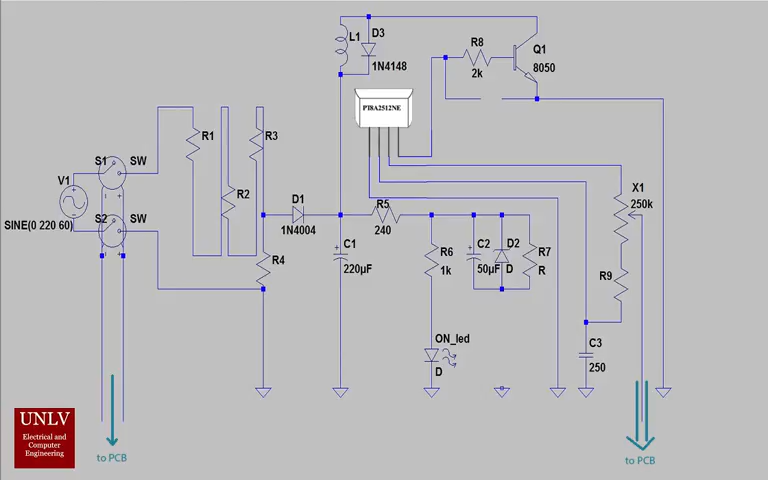 L1
D3
1N4148
R8
2k
Q1
8050
PT8A2512NE
S1
SW
R1
R3
R2
V1
SINE(0 220 60)
S2
SW
D1
1N4004
R5
240
X1
250k
R4
C1
220µF
R6
1k
C2
50µF
D2
D
R7
R
R9
ON_led
D
C3
250
UNLV
Electrical and
Computer
Engineering
to PCB
to PCB